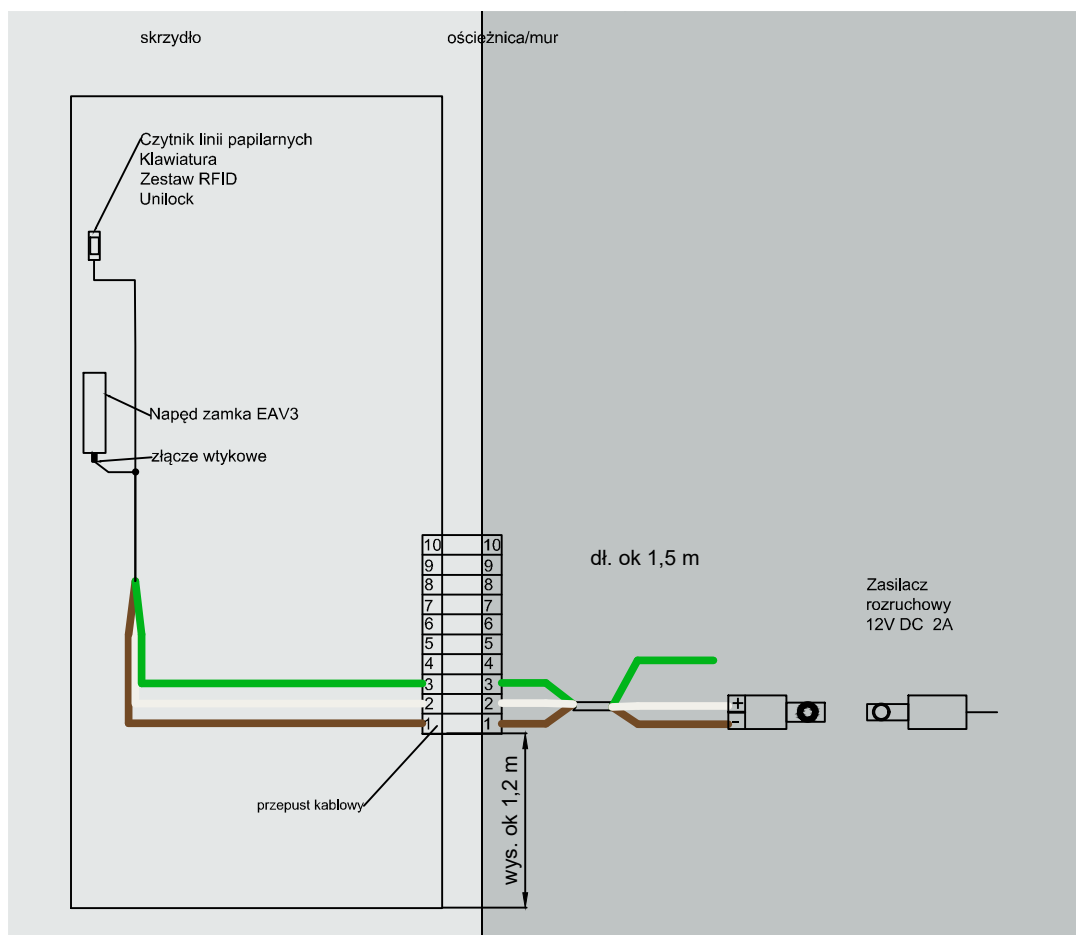 skrzydło
ościeżnica/mur
Czytnik linii papilarnych
Klawiatura
Zestaw RFID
Unilock
Napęd zamka EAV3
złącze wtykowe
10 10
9 9
8 8
7 7
6 6
5 5
4 4
3 3
2 2
1 1
dł. ok 1,5 m
Zasilacz
rozruchowy
12V DC 2A
+
-
przepust kablowy
wys. ok 1,2 m